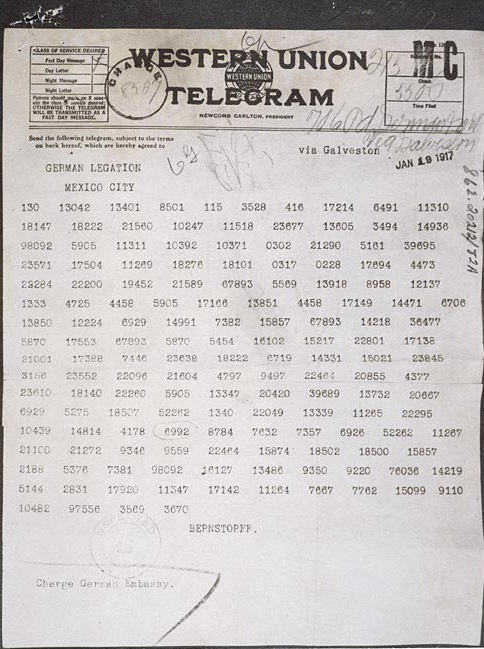 CLASS OF SERVICE DESIRED
Fast Day Message
Day Letter
Night Message
Night Letter
Patrons should mark an X oppo-
site the class of service desired;
OTHERWISE THE TELEGRAM
WILL BE TRANSMITTED AS A
FAST DAY MESSAGE.
CHARGE
WESTERN UNION
WESTERN UNION
TELEGRAM
NEWCOMB CARLTON, PRESIDENT
MC
Check
Time Filed
Send the following telegram, subject to the terms
on back hereof, which are hereby agreed to
via Galveston
JAN 19 1917
GERMAN LEGATION
MEXICO CITY
130 13042 13401 8501 115 3528 416 17214 6491 11310
18147 18222 21560 10247 11518 23677 13605 3494 14936
98092 5905 11311 10392 10371 0302 21290 5161 39695
23571 17504 11269 18276 18101 0317 0228 17694 4473
23284 22200 19452 21589 67893 5569 13918 8958 12137
1333 4725 4458 5905 17166 13851 4458 17149 14471 6706
13850 12224 6929 14991 7382 15857 67893 14218 36477
5870 17553 67893 5870 5454 16102 15217 22801 17138
21001 17388 7446 23638 18222 6719 14331 15021 23845
3156 23552 22096 21604 4797 9497 22464 20855 4377
23610 18140 22260 5905 13347 20420 39689 13732 20667
6929 5275 18507 52262 1340 22049 13339 11265 22295
10439 14814 4178 6992 8784 7632 7357 6926 52262 11267
21100 21272 9346 9559 22464 15874 18502 18500 15857
2188 5376 7381 98092 16127 13486 9350 9220 76036 14219
5144 2831 17920 11347 17142 11264 7667 7762 15099 9110
10482 97556 3569 3670
BERNSTORFF.
Charge German Embassy.